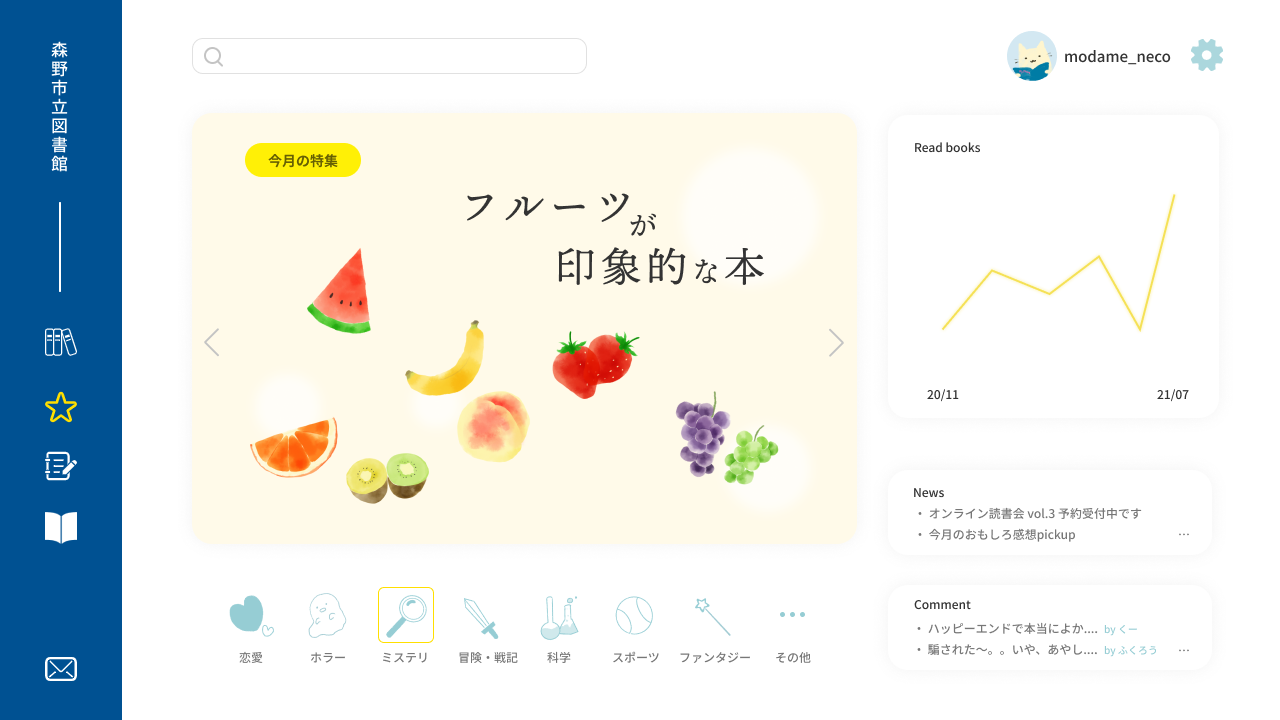 森野市立図書館
modame_neco
今月の特集
フルーツが
印象的な本
Read books
20/11
21/07
News
・オンライン読書会 vol.3 予約受付中です
・今月のおもしろ感想pickup …
Comment
・ハッピーエンドで本当によか.... by くー
・騙された〜。。いや、あやし.... by ふくろう …
恋愛
ホラー
ミステリ
冒険・戦記
科学
スポーツ
ファンタジー
その他